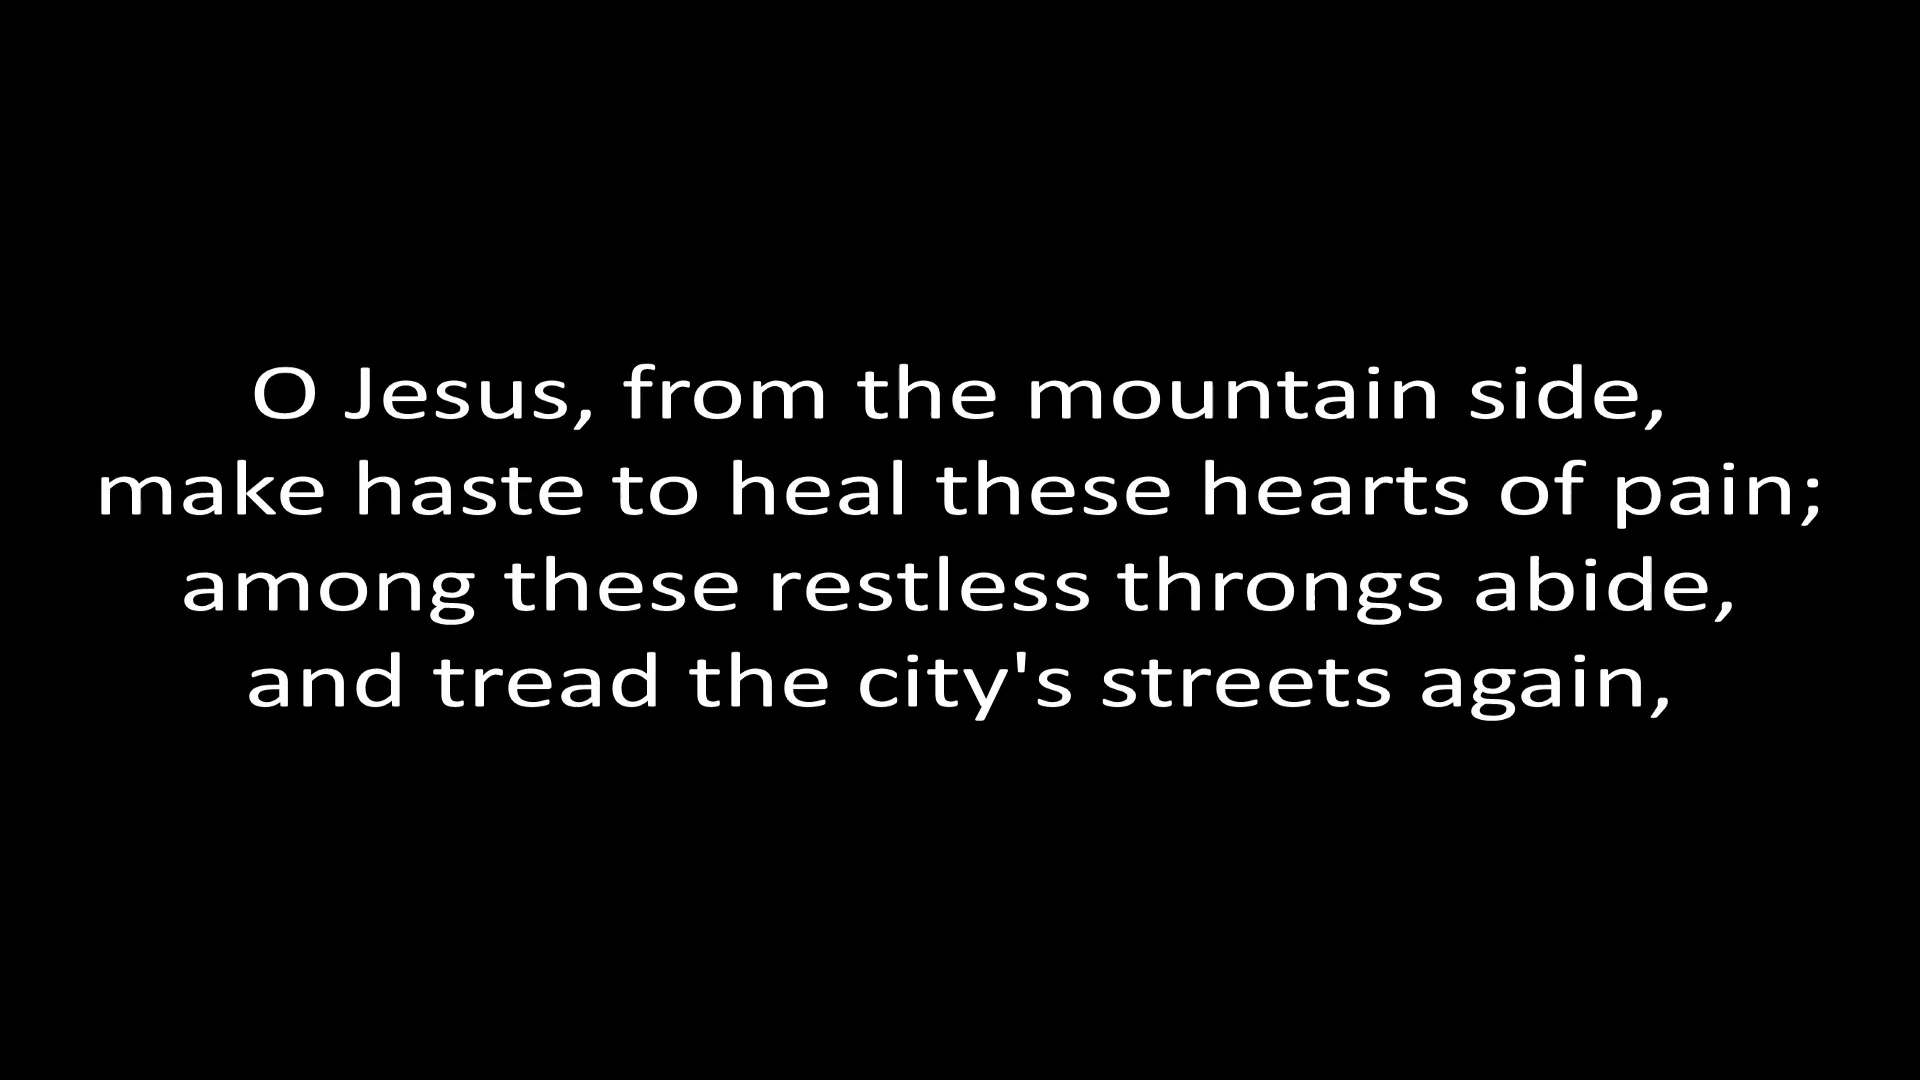 O Jesus, from the mountain side,
make haste to heal these hearts of pain;
among these restless throngs abide,
and tread the city's streets again,